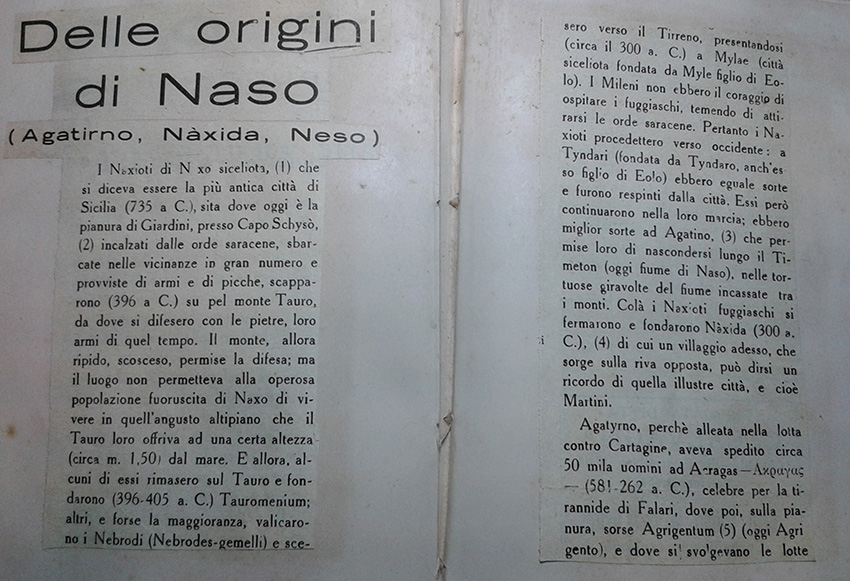 Delle origini
di Naso
(Agatirno, Nàxida, Neso)
I Naxioti di N xo siceliota, (1) che
si diceva essere la più antica città di
Sicilia (735 a C.), sita dove oggi è la
pianura di Giardini, presso Capo Schysò,
(2) incalzati dalle orde saracene, sbar-
cate nelle vicinanze in gran numero e
provviste di armi e di picche, scappa-
rono (396 a C.) su pel monte Tauro,
da dove si difesero con le pietre, loro
armi di quel tempo. Il monte, allora
ripido, scosceso, permise la difesa; ma
il luogo non permetteva alla operosa
popolazione fuoruscita di Naxo di vi-
vere in quell'angusto altipiano che il
Tauro loro offriva ad una certa altezza
(circa m. 1,50) dal mare. E allora, al-
cuni di essi rimasero sul Tauro e fon-
darono (396-405 a. C.) Tauromenium;
altri, e forse la maggioranza, valicaro-
no i Nebrodi (Nebrodes-gemelli) e sce-
sero verso il Tirreno, presentandosi
(circa il 300 a. C.) a Mylae (città
siceliota fondata da Myle figlio di Eo-
lo). I Mileni non ebbero il coraggio di
ospitare i fuggiaschi, temendo di atti-
rarsi le orde saracene. Pertanto i Na-
xioti procedettero verso occidente: a
Tyndari (fondata da Tyndaro, anch'es
so figlio di Eolo) ebbero eguale sorte
e furono respinti dalla città. Essi però
continuarono nella loro marcia; ebbero
miglior sorte ad Agatino, (3) che per-
mise loro di nascondersi lungo il Ti-
meton (oggi fiume di Naso), nelle tor-
tuose giravolte del fiume incassate tra
i monti. Colà i Naxioti fuggiaschi si
fermarono e fondarono Nàxida (300 a.
C.), (4) di cui un villaggio adesso, che
sorge sulla riva opposta, può dirsi un
ricordo di quella illustre città, e cioè
Martini.
Agatyrno, perchè alleata nella lotta
contro Cartagine, aveva spedito circa
50 mila uomini ad Acragas—Ακραγας
— (581-262 a. C.), celebre per la ti-
rannide di Falari, dove poi, sulla pia-
nura, sorse Agrigentum (5) (oggi Agri
gento), e dove si svolgevano le lotte